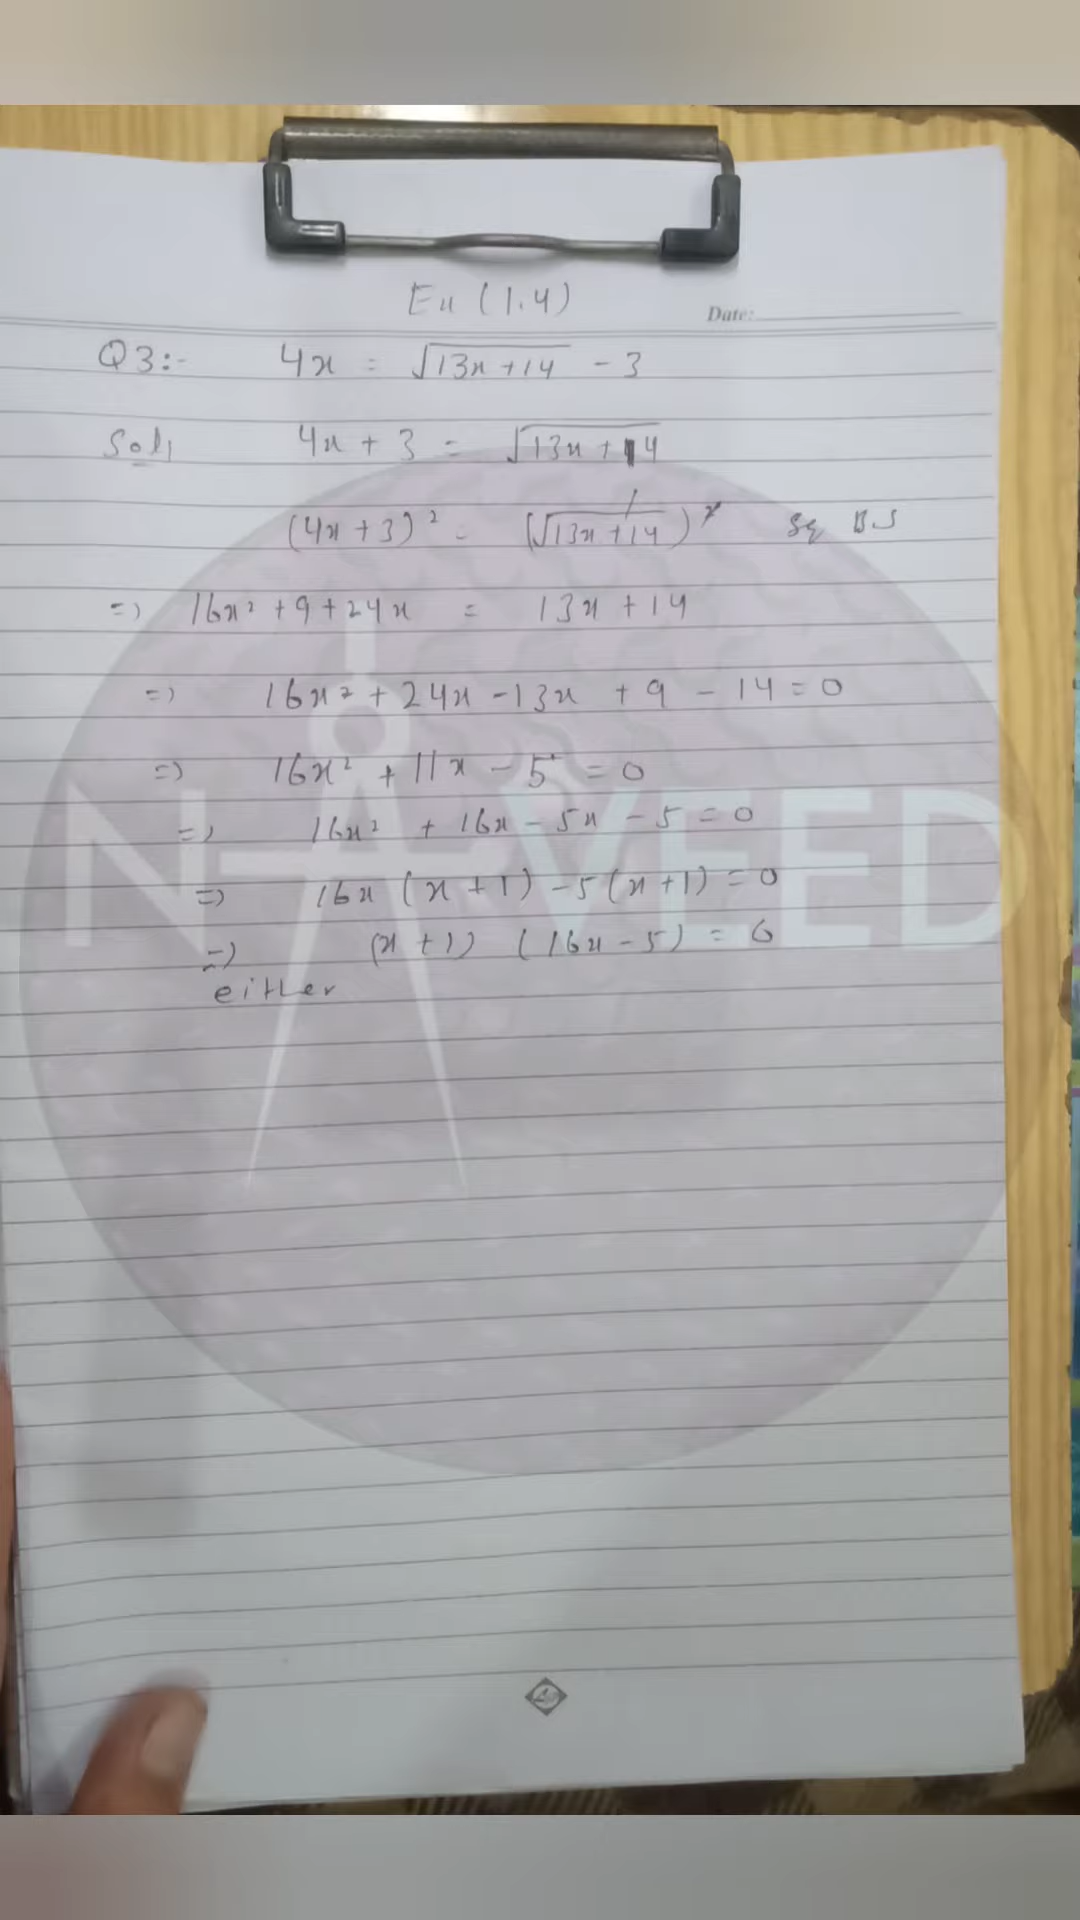 Ex (1.4)
Date:
Q3:- 4x = √13x+14 - 3
Sol, 4x + 3 = √13x+14
(4x+3)² = (√13x+14)² Sq B.S
=> 16x² + 9 + 24x = 13x + 14
=> 16x² + 24x - 13x + 9 - 14 = 0
=> 16x² + 11x - 5 = 0
=> 16x² + 16x - 5x - 5 = 0
=> 16x (x+1) - 5(x+1) = 0
=> (x+1) (16x-5) = 0
either
NAVEED